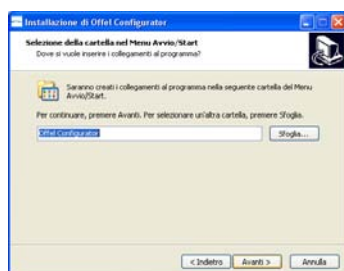 Installazione di Offel Configurator
Selezione della cartella nel Menu Avvio/Start
Dove si vuole inserire i collegamenti al programma?
Saranno creati i collegamenti al programma nella seguente cartella del Menu
Avvio/Start.
Per continuare, premere Avanti. Per selezionare un'altra cartella, premere Sfoglia.
Offel Configurator
Sfoglia...
< Indietro
Avanti >
Annulla